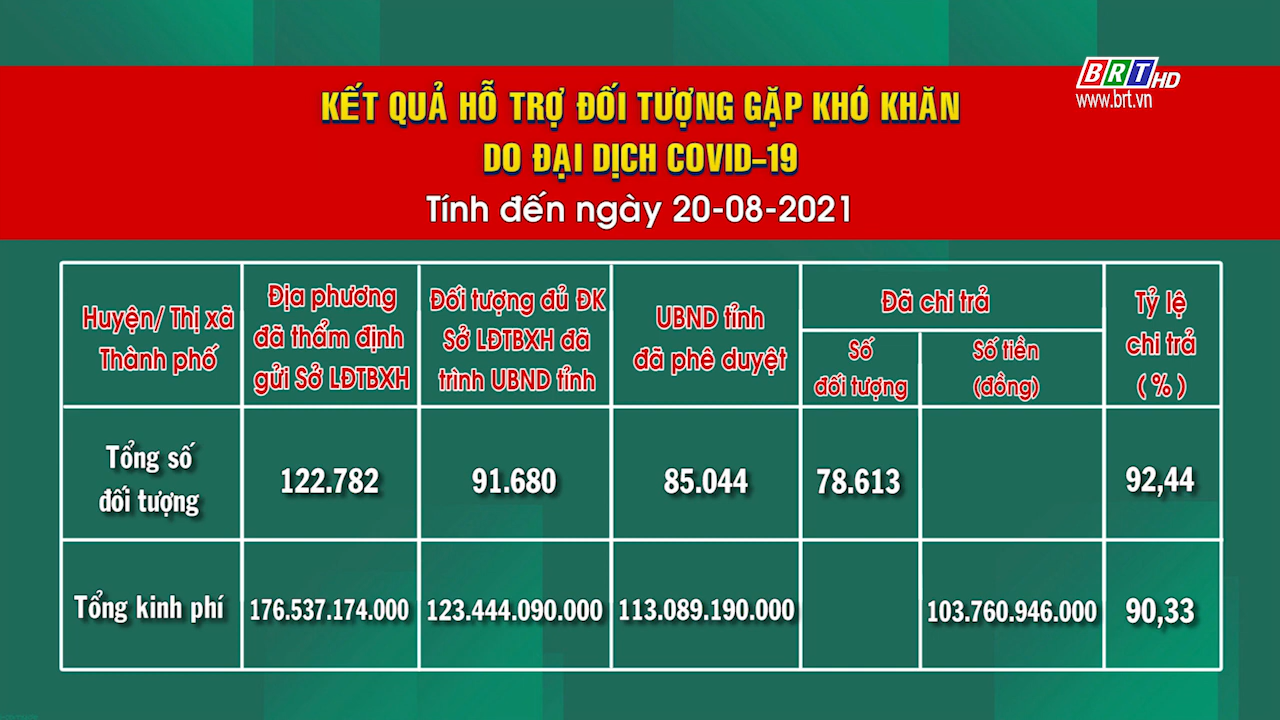 BRT HD
www.brt.vn
KẾT QUẢ HỖ TRỢ ĐỐI TƯỢNG GẶP KHÓ KHĂN
DO ĐẠI DỊCH COVID-19
Tính đến ngày 20-08-2021
Huyện/ Thị xã
Thành phố
Địa phương
đã thẩm định
gửi Sở LĐTBXH
Đối tượng đủ ĐK
Sở LĐTBXH đã
trình UBND tỉnh
UBND tỉnh
đã phê duyệt
Đã chi trả
Số
đối tượng
Số tiền
(đồng)
Tỷ lệ
chi trả
( % )
Tổng số
đối tượng
122.782
91.680
85.044
78.613
92,44
Tổng kinh phí
176.537.174.000
123.444.090.000
113.089.190.000
103.760.946.000
90,33